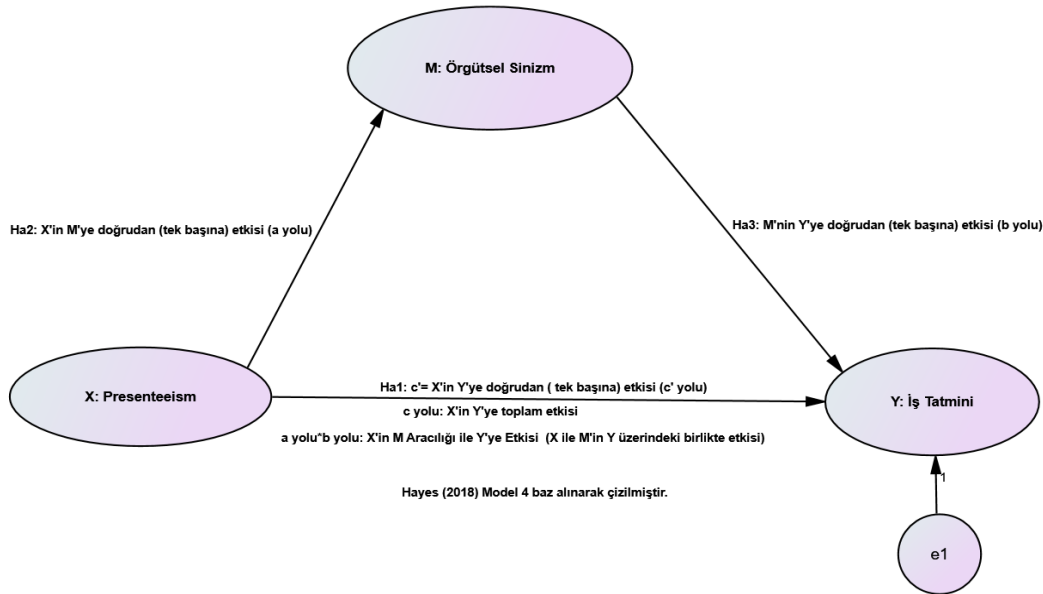 M: Örgütsel Sinizm
Ha2: X'in M'ye doğrudan (tek başına) etkisi (a yolu)
Ha3: M'nin Y'ye doğrudan (tek başına) etkisi (b yolu)
X: Presenteeism
Ha1: c'= X'in Y'ye doğrudan ( tek başına) etkisi (c' yolu)
c yolu: X'in Y'ye toplam etkisi
a yolu*b yolu: X'in M Aracılığı ile Y'ye Etkisi (X ile M'in Y üzerindeki birlikte etkisi)
Y: İş Tatmini
Hayes (2018) Model 4 baz alınarak çizilmiştir.
1
e1